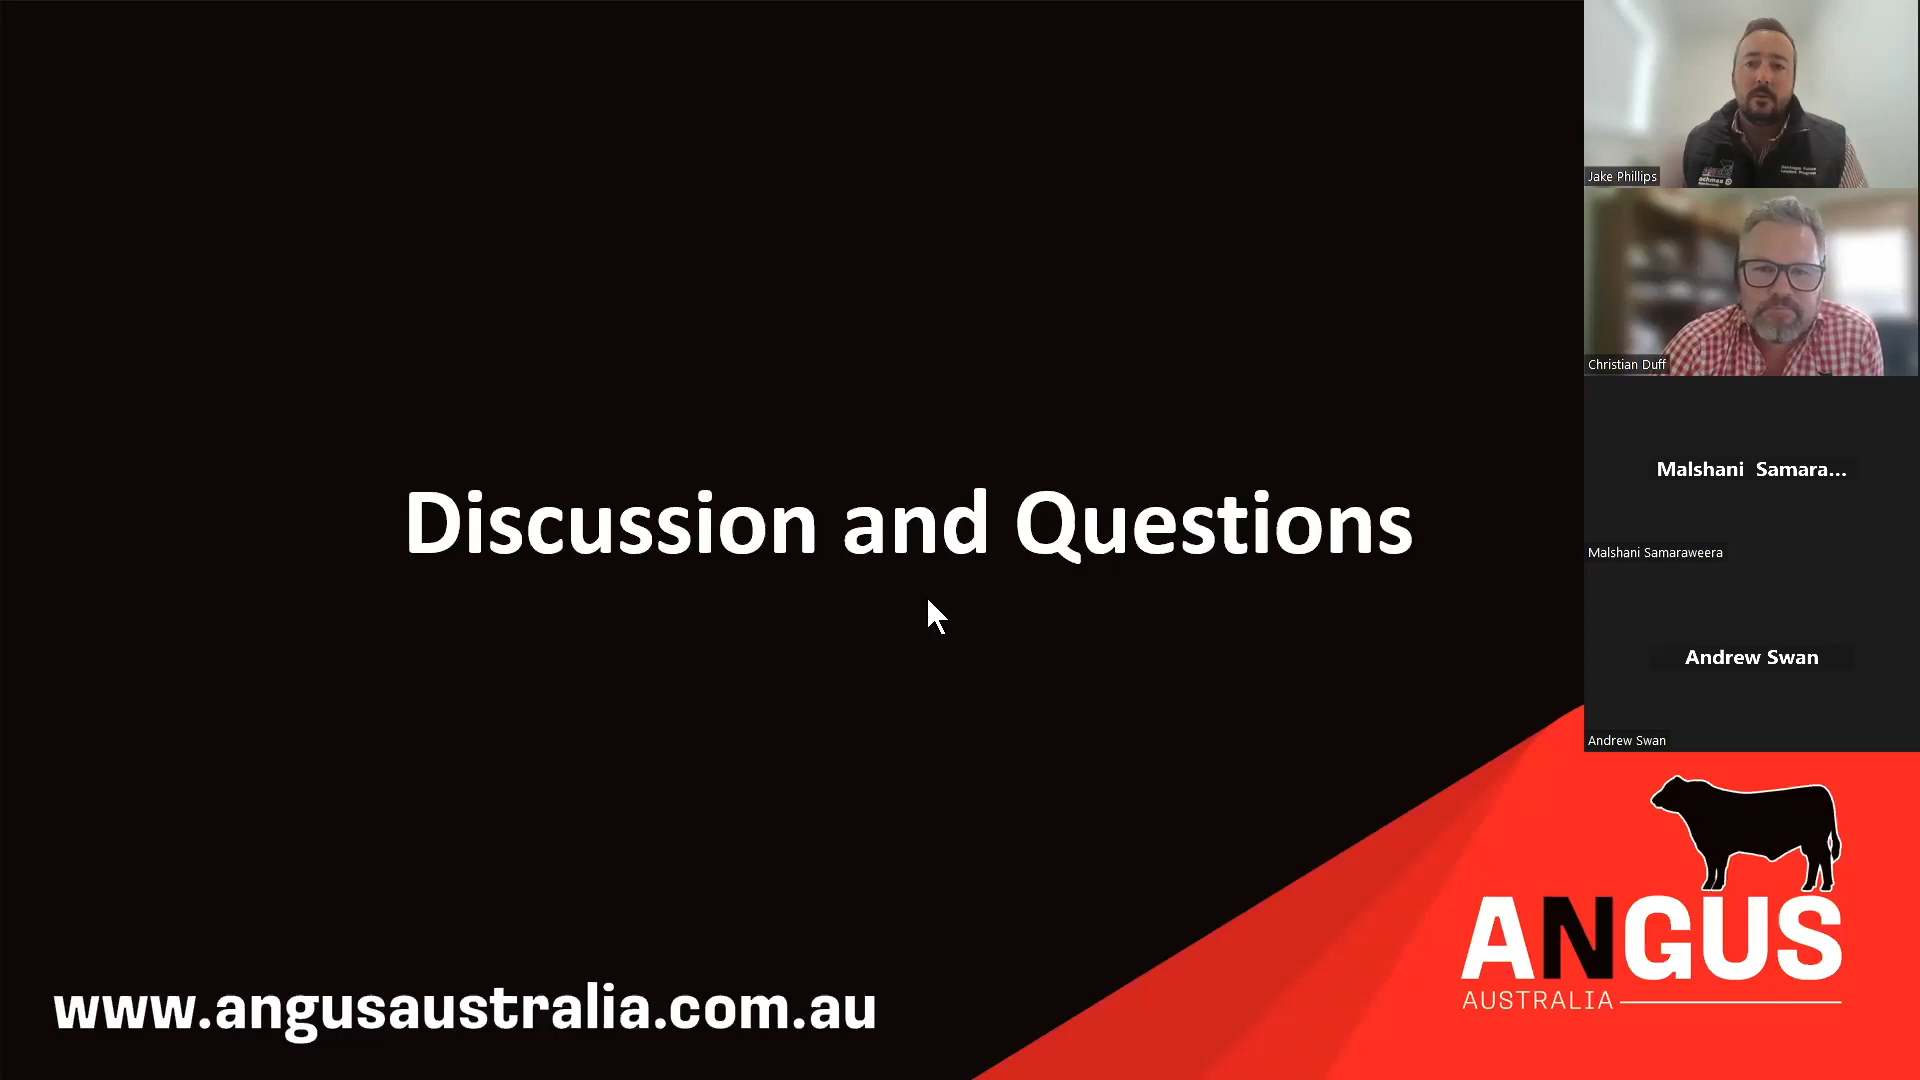 Discussion and Questions
www.angusaustralia.com.au
Jake Phillips
Christian Duff
Malshani Samara...
Malshani Samaraweera
Andrew Swan
Andrew Swan
ANGUS
AUSTRALIA